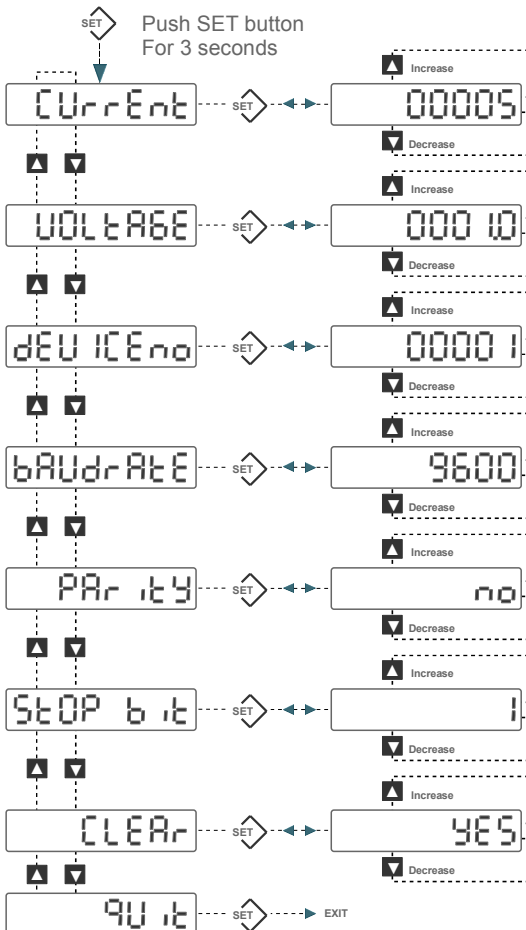 SET Push SET button
For 3 seconds
Increase
CUrrEnt SET 00005
Decrease
Increase
VOLtAGE SET 0001.0
Decrease
Increase
dEVICEno SET 00001
Decrease
Increase
bAUdrAtE SET 9600
Decrease
Increase
PArity SET no
Decrease
Increase
StOP bit SET 1
Decrease
Increase
CLEAr SET YES
Decrease
qUit SET EXIT